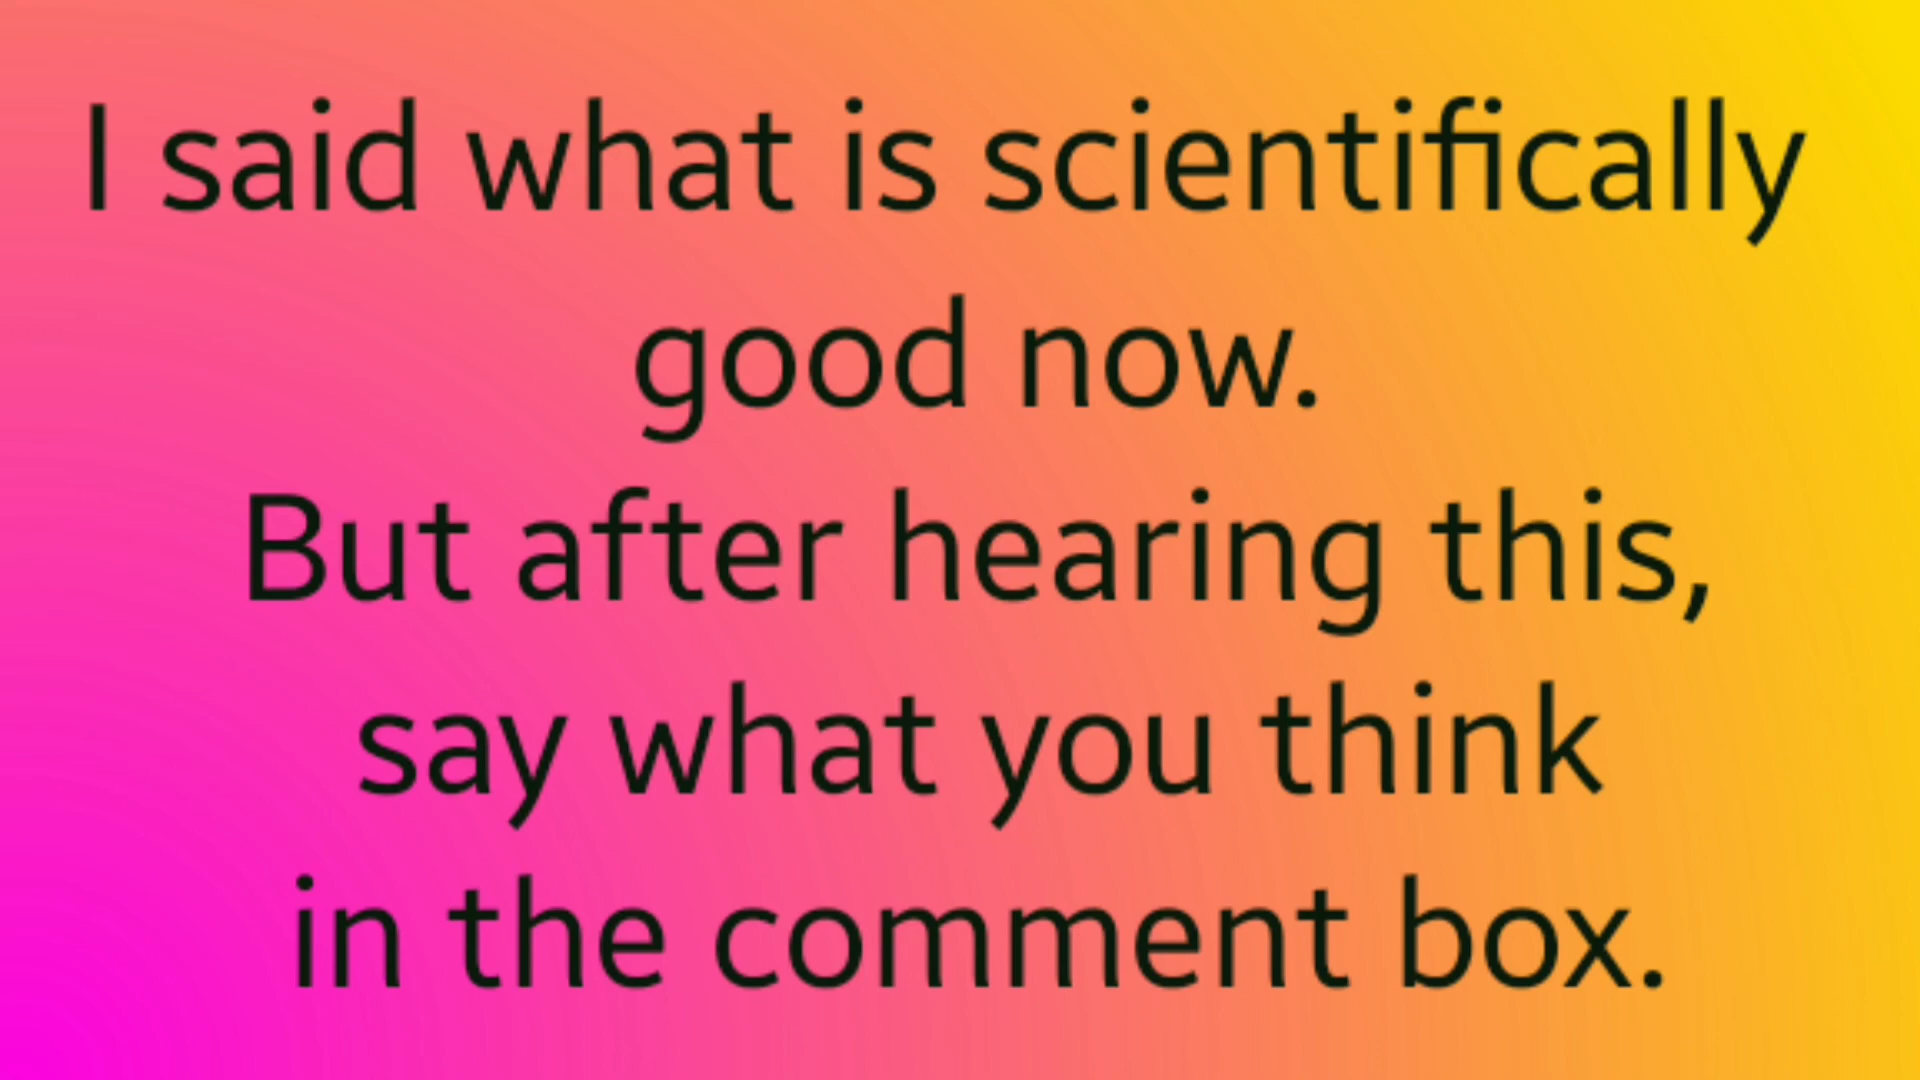 I said what is scientifically
good now.
But after hearing this,
say what you think
in the comment box.